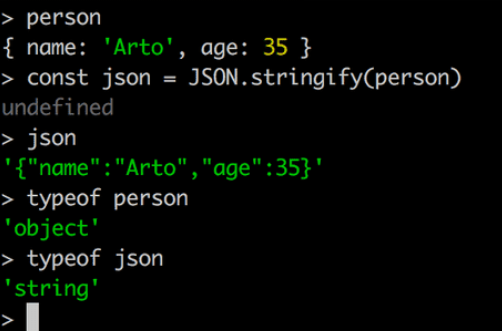 > person
{ name: 'Arto', age: 35 }
> const json = JSON.stringify(person)
undefined
> json
'{"name":"Arto","age":35}'
> typeof person
'object'
> typeof json
'string'
>